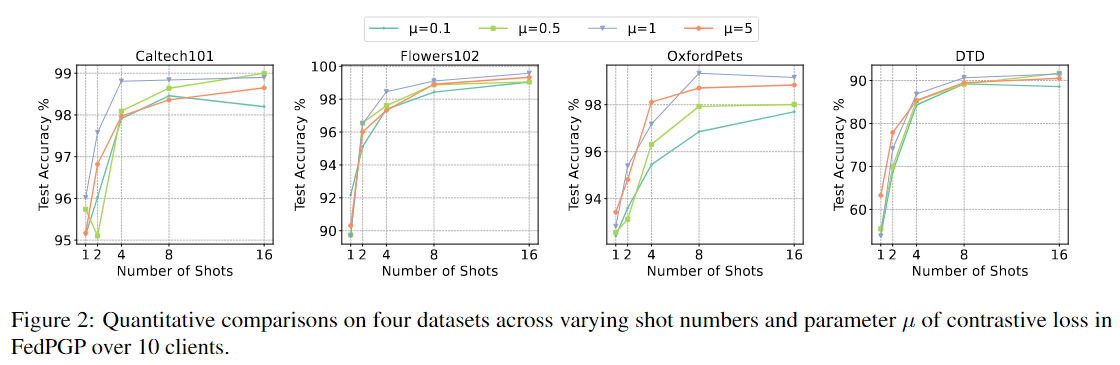 μ=0.1 μ=0.5 μ=1 μ=5
Caltech101 Flowers102 OxfordPets DTD
Test Accuracy %
99
98
97
96
95
1 2 4 8 16
Number of Shots
Test Accuracy %
100
98
96
94
92
90
1 2 4 8 16
Number of Shots
Test Accuracy %
98
96
94
1 2 4 8 16
Number of Shots
Test Accuracy %
90
80
70
60
1 2 4 8 16
Number of Shots
Figure 2: Quantitative comparisons on four datasets across varying shot numbers and parameter μ of contrastive loss in
FedPGP over 10 clients.